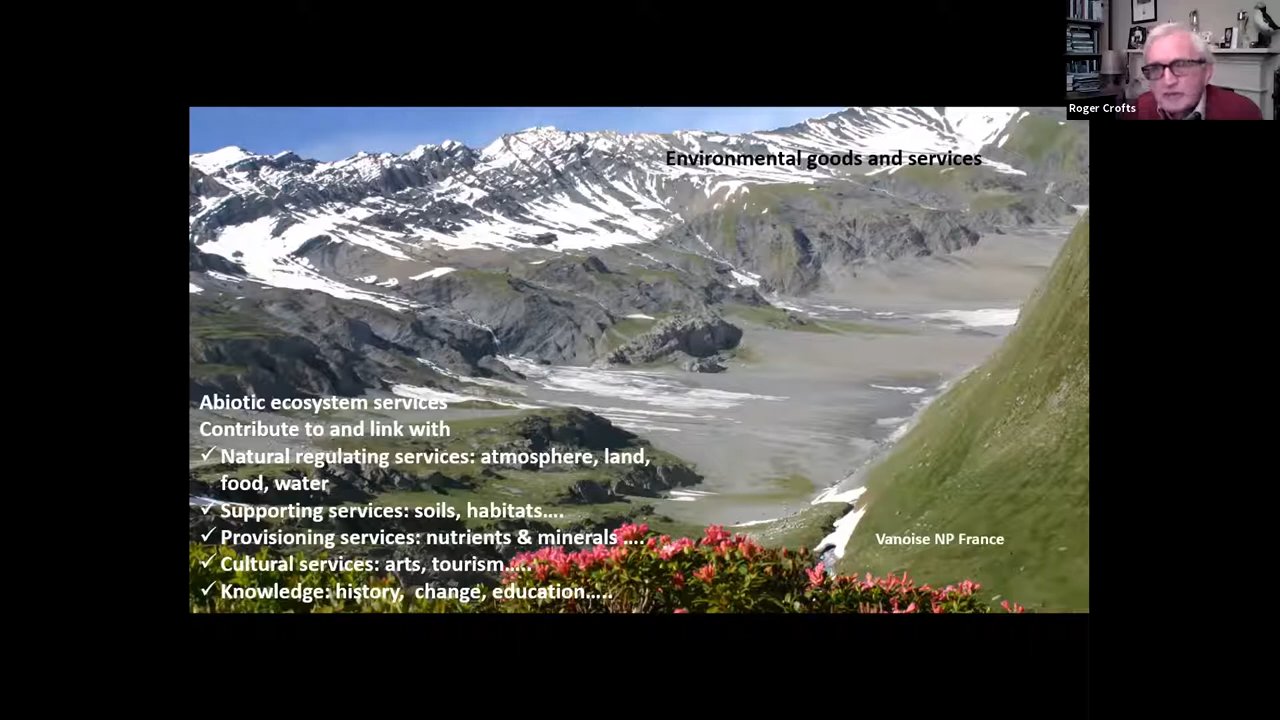 Roger Crofts
Environmental goods and services
Abiotic ecosystem services
Contribute to and link with
✓ Natural regulating services: atmosphere, land,
food, water
✓ Supporting services: soils, habitats....
✓ Provisioning services: nutrients & minerals ....
✓ Cultural services: arts, tourism.....
✓ Knowledge: history, change, education.....
Vanoise NP France